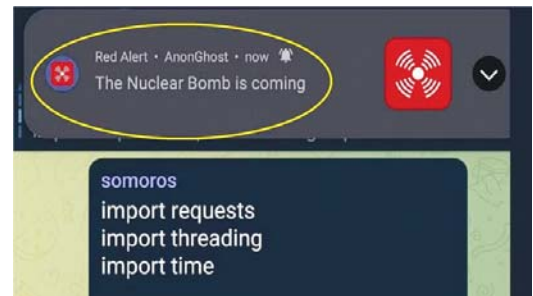 Red Alert • AnonGhost • now
The Nuclear Bomb is coming
somoros
import requests
import threading
import time